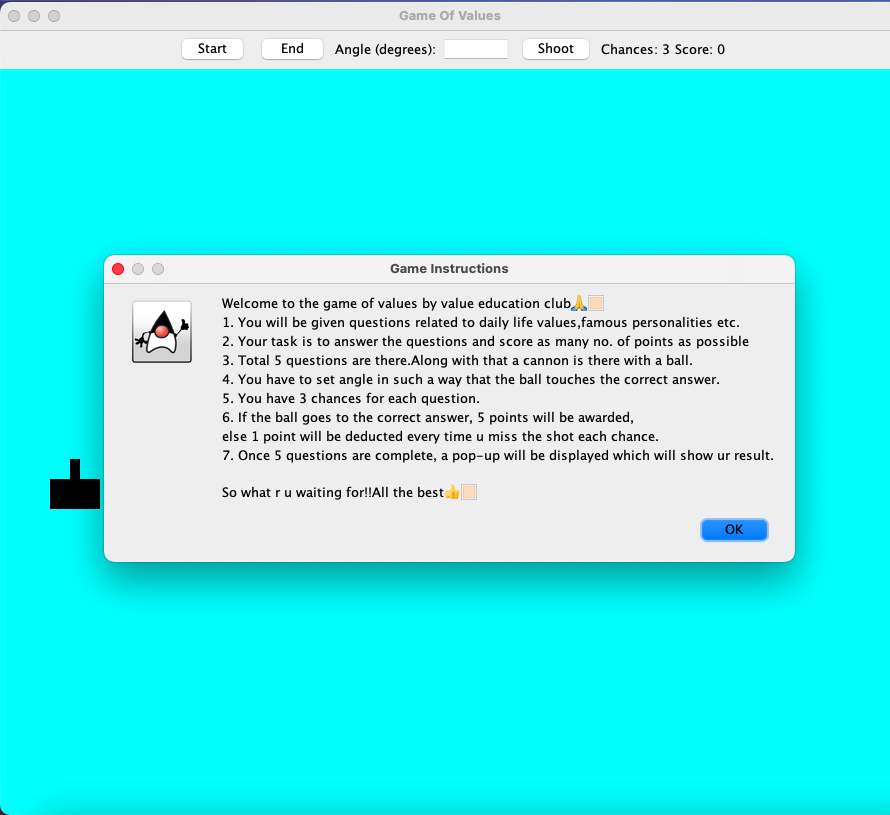 Game Of Values
Start End Angle (degrees): Shoot Chances: 3 Score: 0
Game Instructions
Welcome to the game of values by value education club🙏🏼
1. You will be given questions related to daily life values,famous personalities etc.
2. Your task is to answer the questions and score as many no. of points as possible
3. Total 5 questions are there.Along with that a cannon is there with a ball.
4. You have to set angle in such a way that the ball touches the correct answer.
5. You have 3 chances for each question.
6. If the ball goes to the correct answer, 5 points will be awarded,
else 1 point will be deducted every time u miss the shot each chance.
7. Once 5 questions are complete, a pop-up will be displayed which will show ur result.
So what r u waiting for!!All the best👍🏼
OK